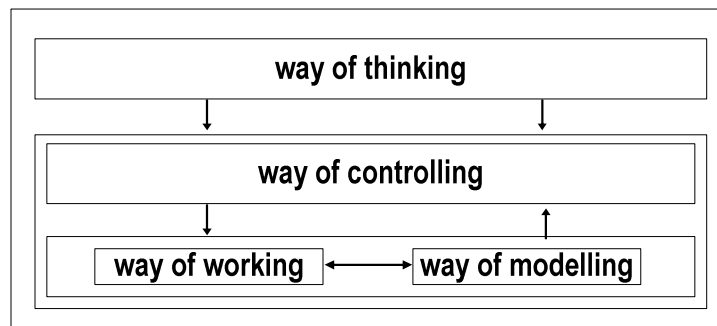 way of thinking
way of controlling
way of working
way of modelling